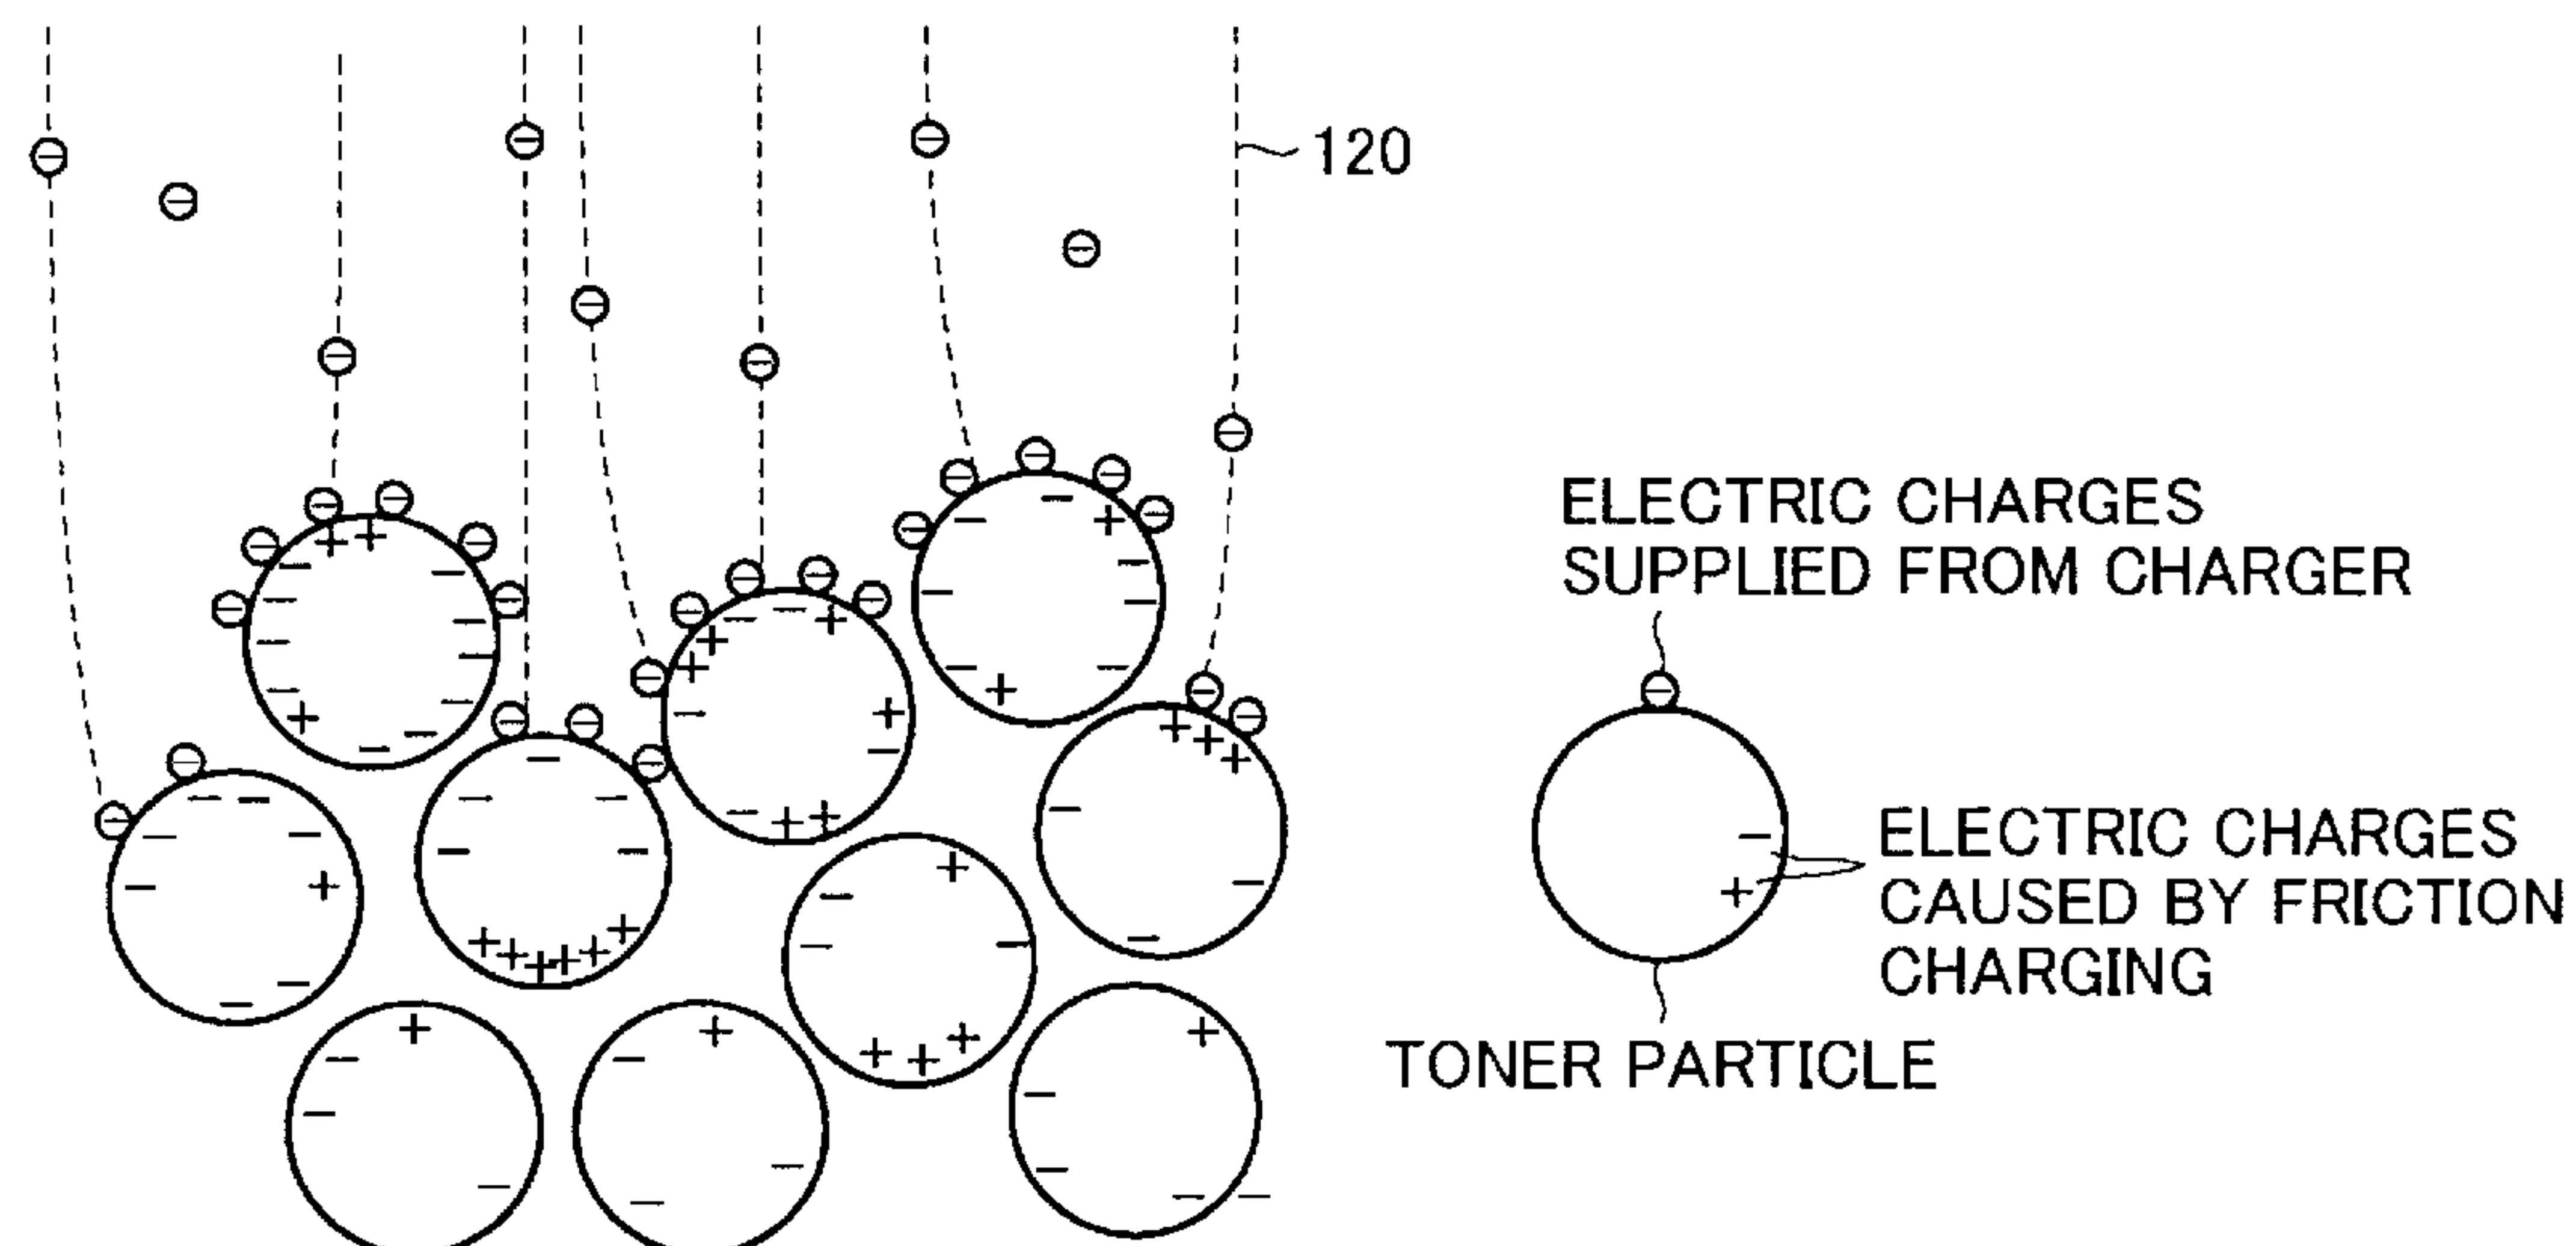 120
ELECTRIC CHARGES
SUPPLIED FROM CHARGER
ELECTRIC CHARGES
CAUSED BY FRICTION
CHARGING
TONER PARTICLE